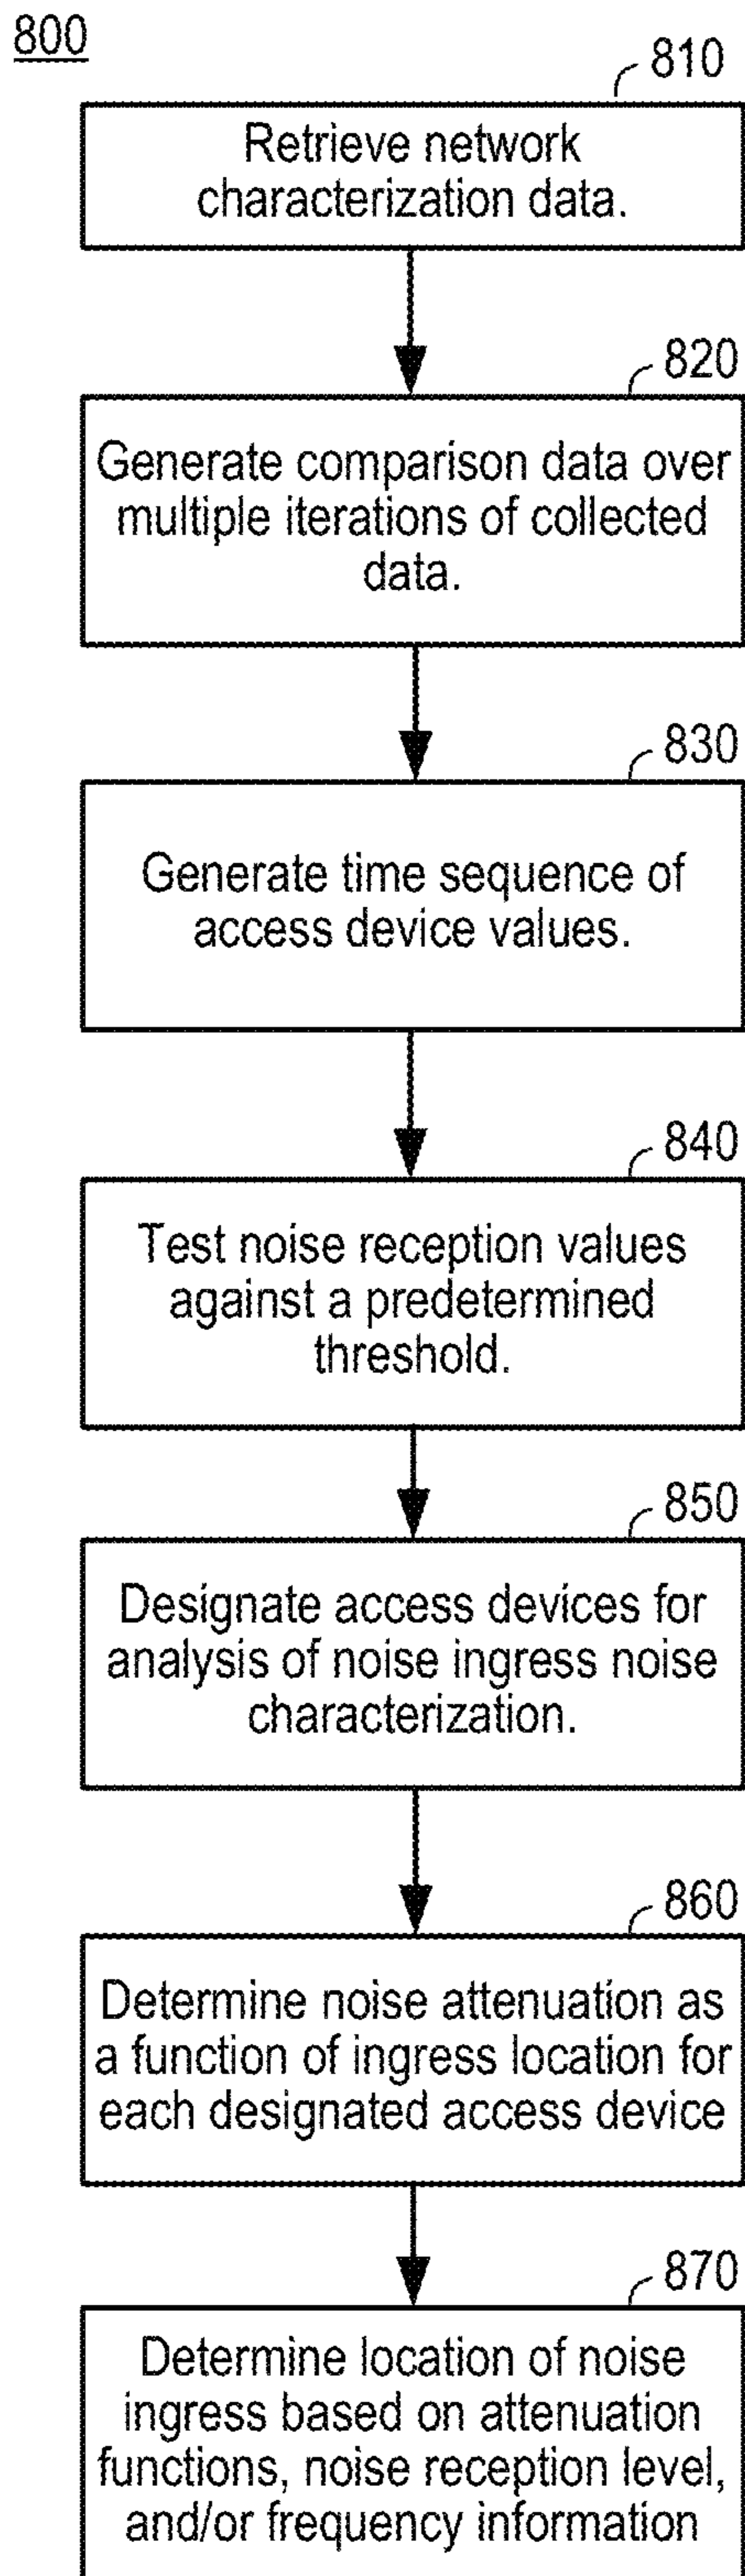 800
810
Retrieve network
characterization data.
820
Generate comparison data over
multiple iterations of collected
data.
830
Generate time sequence of
access device values.
840
Test noise reception values
against a predetermined
threshold.
850
Designate access devices for
analysis of noise ingress noise
characterization.
860
Determine noise attenuation as
a function of ingress location for
each designated access device
870
Determine location of noise
ingress based on attenuation
functions, noise reception level,
and/or frequency information